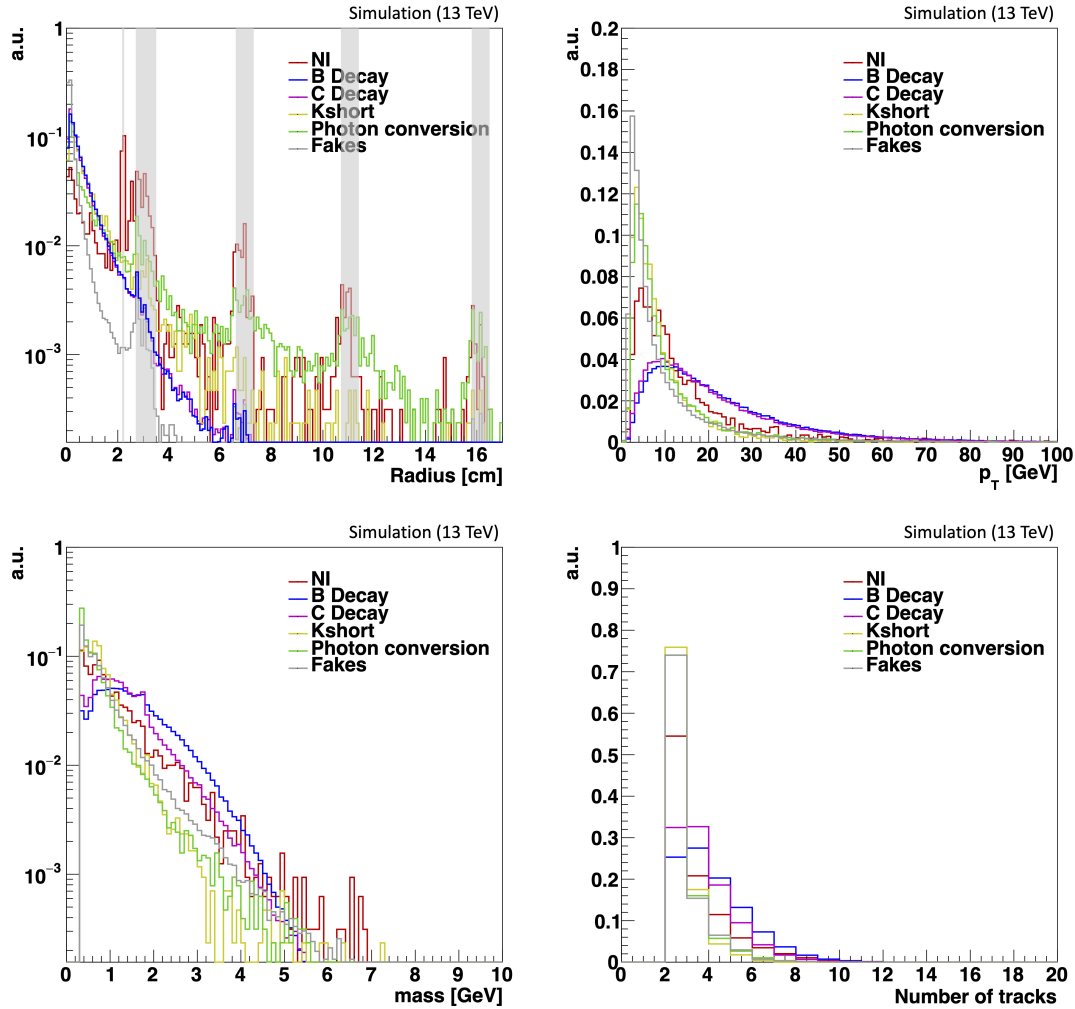 Simulation (13 TeV)
a.u.
1
10⁻¹
10⁻²
10⁻³
NI
B Decay
C Decay
Kshort
Photon conversion
Fakes
0 2 4 6 8 10 12 14 16
Radius [cm]
Simulation (13 TeV)
a.u.
0.2
0.18
0.16
0.14
0.12
0.1
0.08
0.06
0.04
0.02
0
NI
B Decay
C Decay
Kshort
Photon conversion
Fakes
0 10 20 30 40 50 60 70 80 90 100
pT [GeV]
Simulation (13 TeV)
a.u.
1
10⁻¹
10⁻²
10⁻³
NI
B Decay
C Decay
Kshort
Photon conversion
Fakes
0 1 2 3 4 5 6 7 8 9 10
mass [GeV]
Simulation (13 TeV)
a.u.
1
0.9
0.8
0.7
0.6
0.5
0.4
0.3
0.2
0.1
0
NI
B Decay
C Decay
Kshort
Photon conversion
Fakes
0 2 4 6 8 10 12 14 16 18 20
Number of tracks